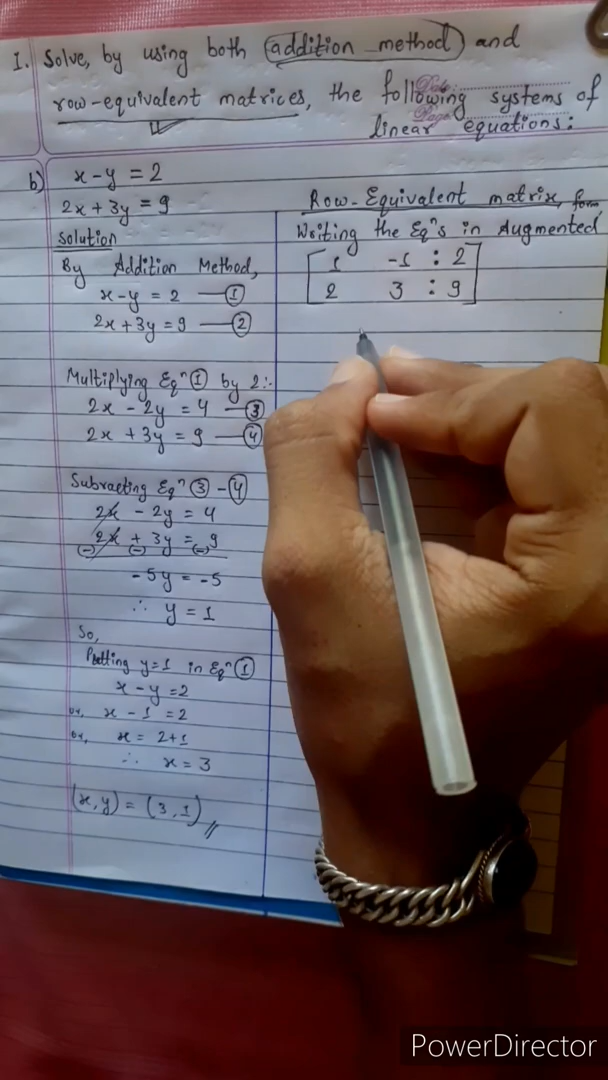 1. Solve, by using both addition method and
row-equivalent matrices, the following systems of
linear equations:
Date:
Page:
b) x - y = 2
2x + 3y = 9
Solution
By Addition Method,
x - y = 2 — ①
2x + 3y = 9 — ②
Multiplying Eqⁿ ① by 2:-
2x - 2y = 4 — ③
2x + 3y = 9 — ④
Subracting Eqⁿ ③ - ④
2x - 2y = 4
2x + 3y = 9
(-) (-) (-)
-5y = -5
∴ y = 1
So,
Putting y=1 in Eqⁿ ①
x - y = 2
or, x - 1 = 2
or, x = 2+1
∴ x = 3
(x, y) = (3, 1) //
Row-Equivalent matrix form,
Writing the Eqⁿs in Augmented
[1 -1 : 2
2 3 : 9]
PowerDirector